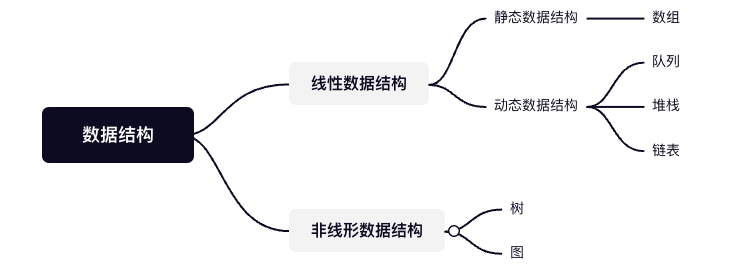 数据结构
线性数据结构
静态数据结构
数组
动态数据结构
队列
堆栈
链表
非线形数据结构
树
图